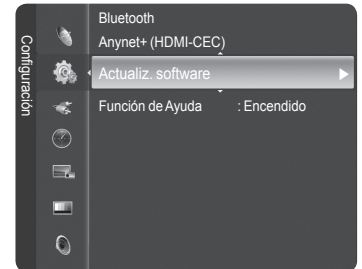 Configuración
Bluetooth
Anynet+ (HDMI-CEC)
Actualiz. software
Función de Ayuda : Encendido